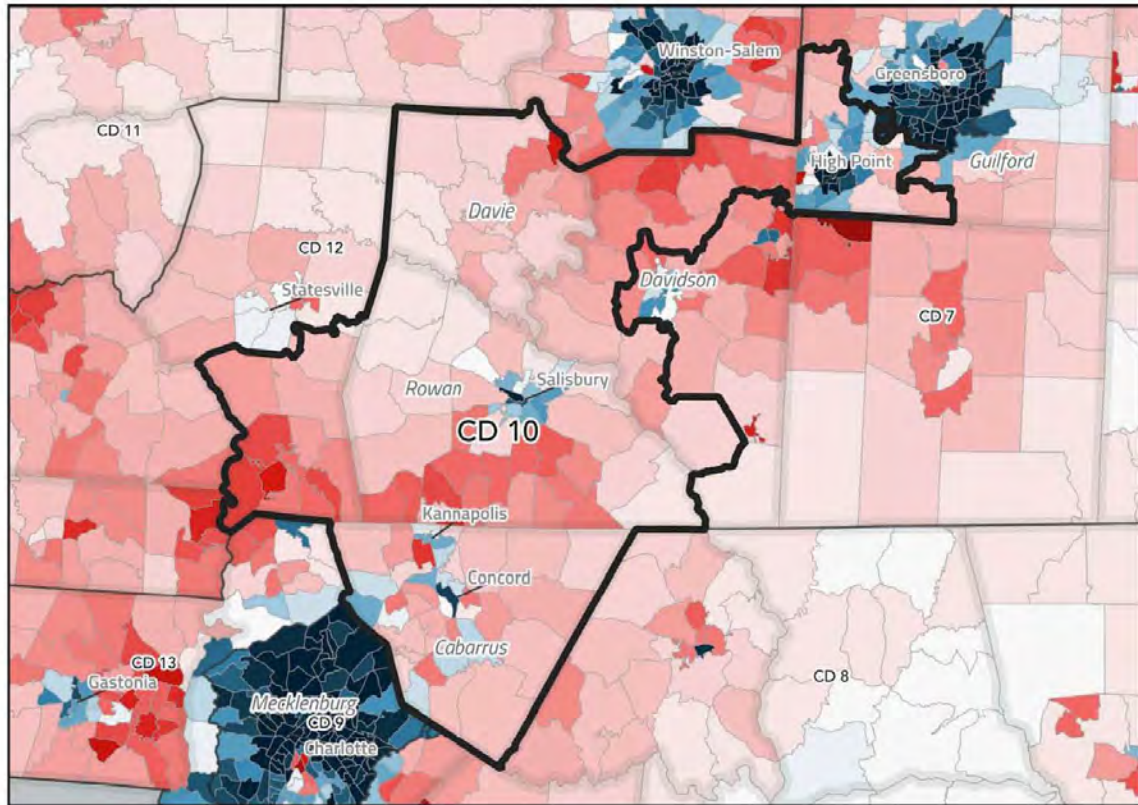 Winston-Salem
Greensboro
CD 11
High Point
Guilford
Davie
CD 12
Davidson
Statesville
CD 7
Rowan
Salisbury
CD 10
Kannapolis
Concord
Cabarrus
CD 13
CD 8
Gastonia
Mecklenburg
CD 9
Charlotte